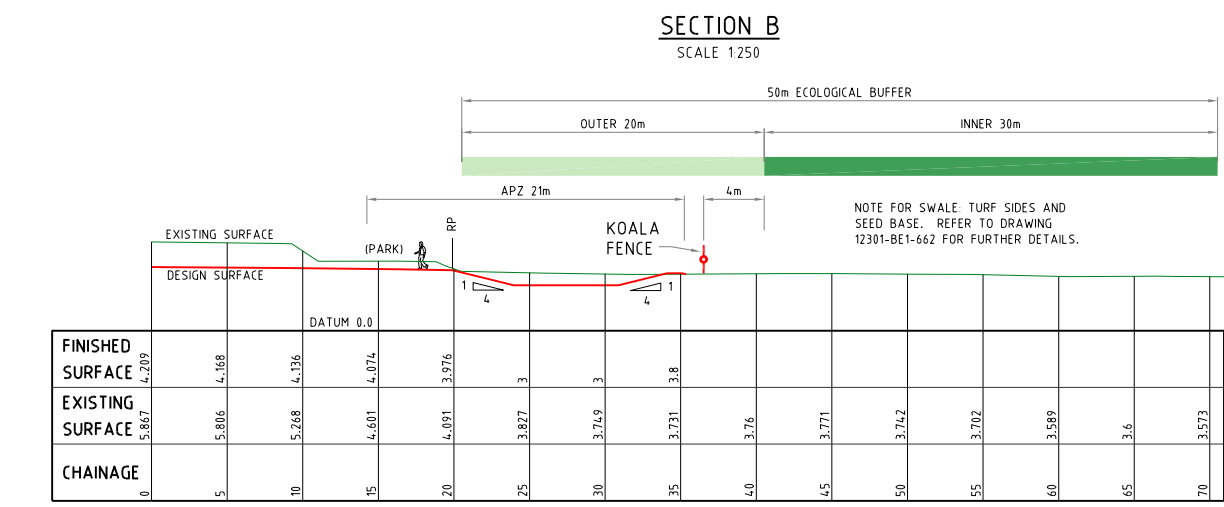 SECTION B
SCALE 1:250
50m ECOLOGICAL BUFFER
OUTER 20m
INNER 30m
APZ 21m
4m
NOTE FOR SWALE: TURF SIDES AND
SEED BASE. REFER TO DRAWING
12301-BE1-662 FOR FURTHER DETAILS.
RP
KOALA
FENCE
EXISTING SURFACE
(PARK)
DESIGN SURFACE
1
4
1
4
DATUM 0.0
FINISHED
SURFACE
4.209 4.168 4.136 4.074 3.976 3 3 3.8
EXISTING
SURFACE
5.867 5.806 5.268 4.601 4.091 3.827 3.749 3.731 3.76 3.771 3.742 3.702 3.589 3.6 3.573
CHAINAGE
0 5 10 15 20 25 30 35 40 45 50 55 60 65 70